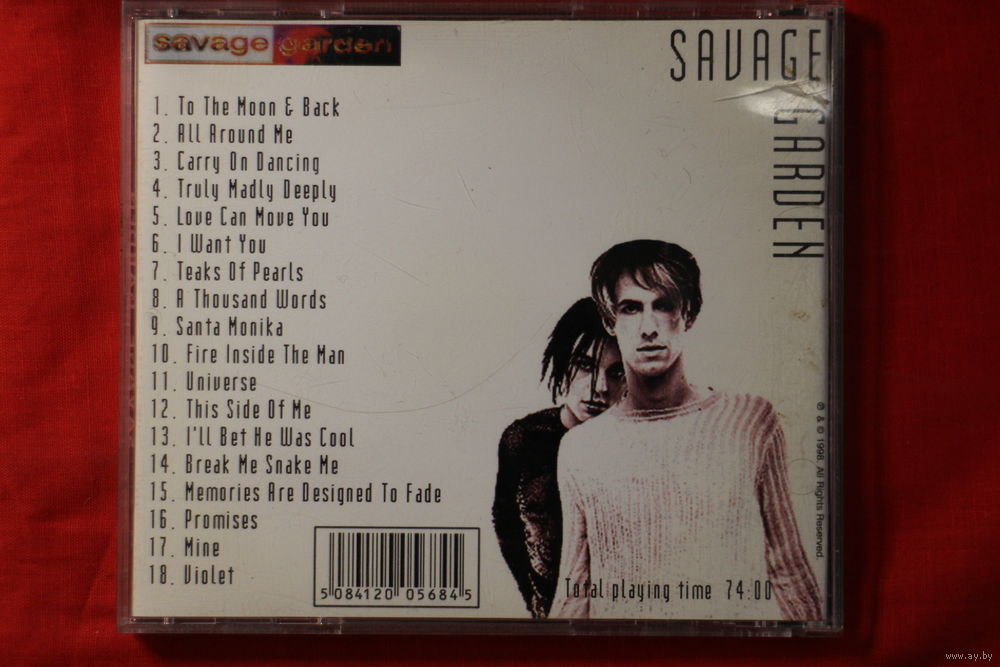 savage garden
SAVAGE
GARDEN
1. To The Moon & Back
2. All Around Me
3. Carry On Dancing
4. Truly Madly Deeply
5. Love Can Move You
6. I Want You
7. Teaks Of Pearls
8. A Thousand Words
9. Santa Monika
10. Fire Inside The Man
11. Universe
12. This Side Of Me
13. I'll Bet He Was Cool
14. Break Me Snake Me
15. Memories Are Designed To Fade
16. Promises
17. Mine
18. Violet
5 084120 05684 5
Total playing time 74:00
℗ & © 1998. All Rights Reserved.
www.ay.by